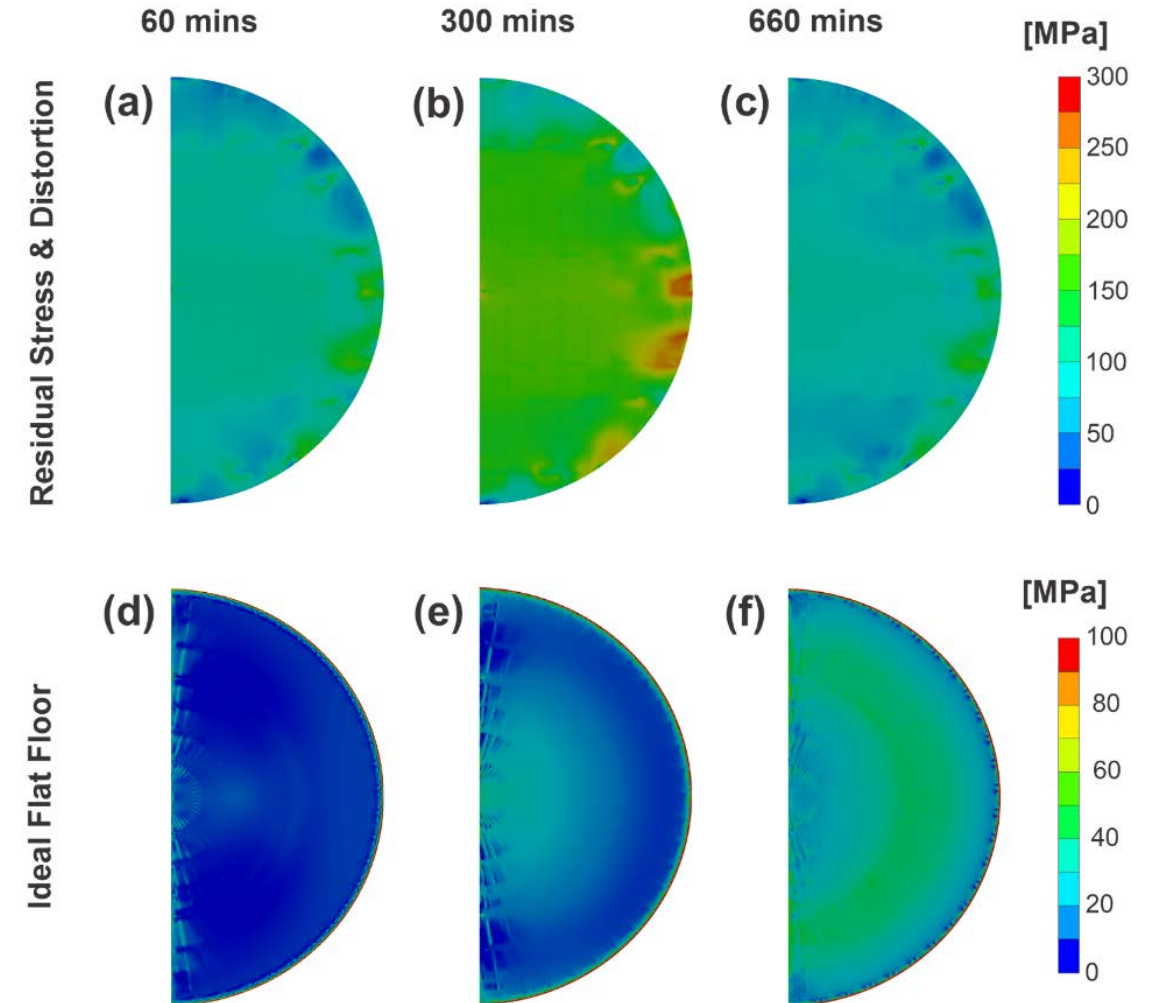 60 mins
300 mins
660 mins
[MPa]
Residual Stress & Distortion
(a)
(b)
(c)
300
250
200
150
100
50
0
Ideal Flat Floor
(d)
(e)
(f)
[MPa]
100
80
60
40
20
0